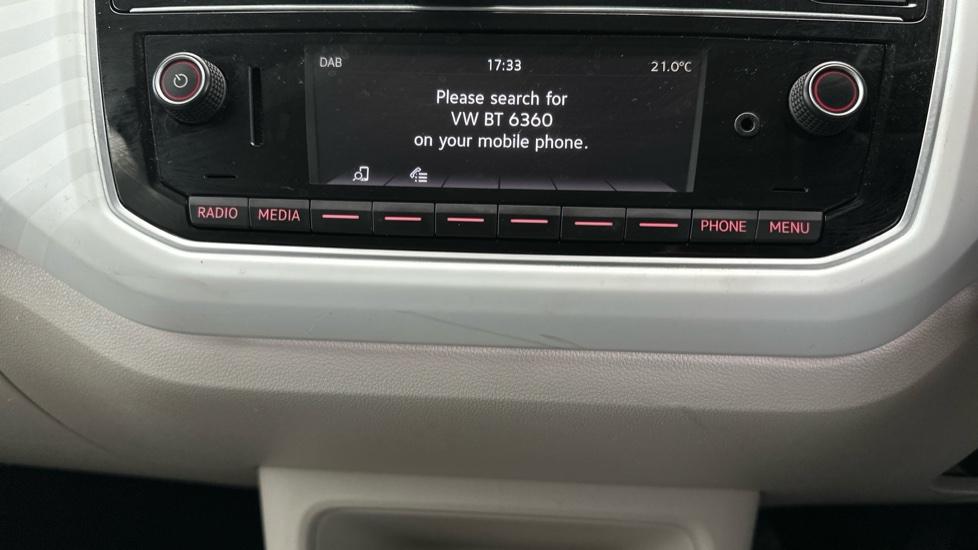 DAB 17:33 21.0°C
Please search for
VW BT 6360
on your mobile phone.
RADIO MEDIA PHONE MENU